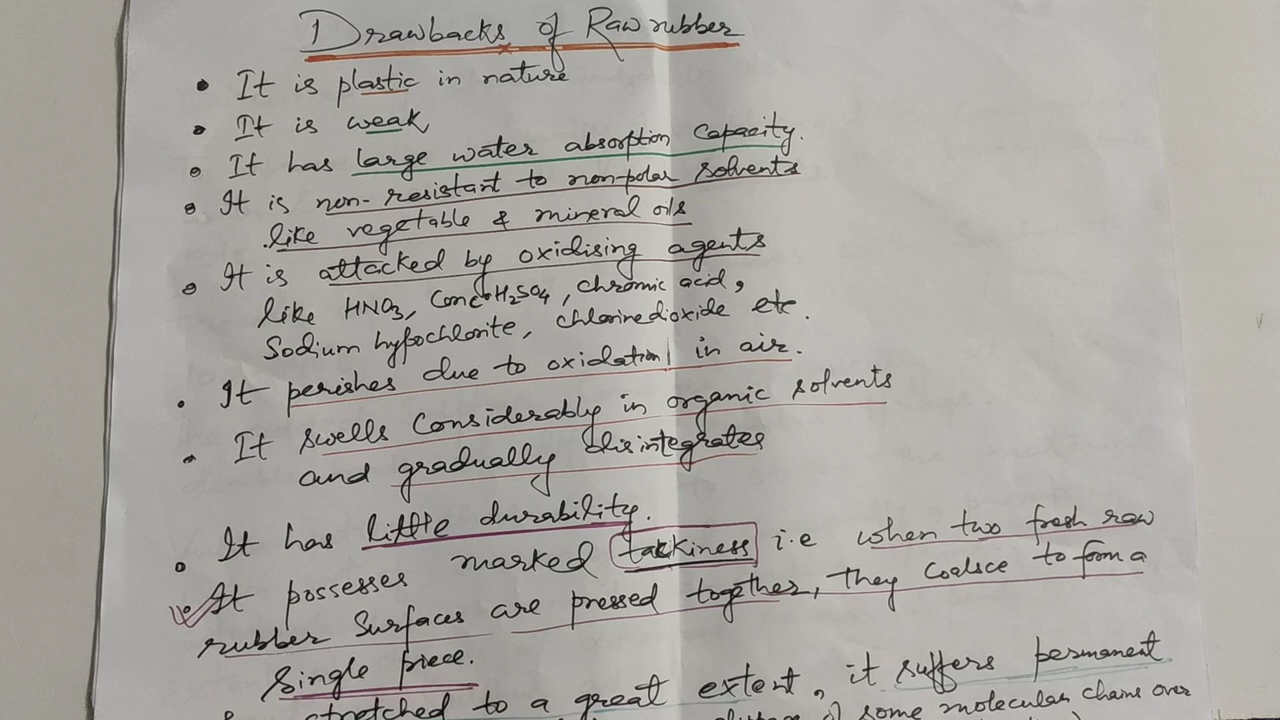 Drawbacks of Raw rubber
• It is plastic in nature
• It is weak
• It has large water absorption capacity.
• It is non-resistant to non-polar solvents
like vegetable & mineral oils
• It is attacked by oxidising agents
like HNO3, Conc. H2SO4, chromic acid,
Sodium hypochlorite, chlorinedioxide etc.
• It perishes due to oxidation in air.
• It swells considerably in organic solvents
and gradually disintegrates
• It has little durability.
• It possesses marked tackiness i.e when two fresh raw
rubber surfaces are pressed together, they coalsce to form a
single piece.
• stretched to a great extent, it suffers permanent
of some molecular chains over